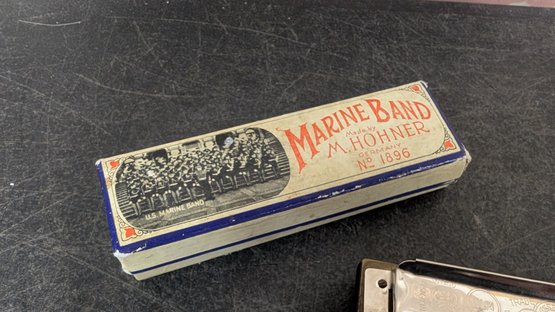 MARINE BAND
Made by
M. HOHNER
GERMANY
No 1896
U.S. MARINE BAND